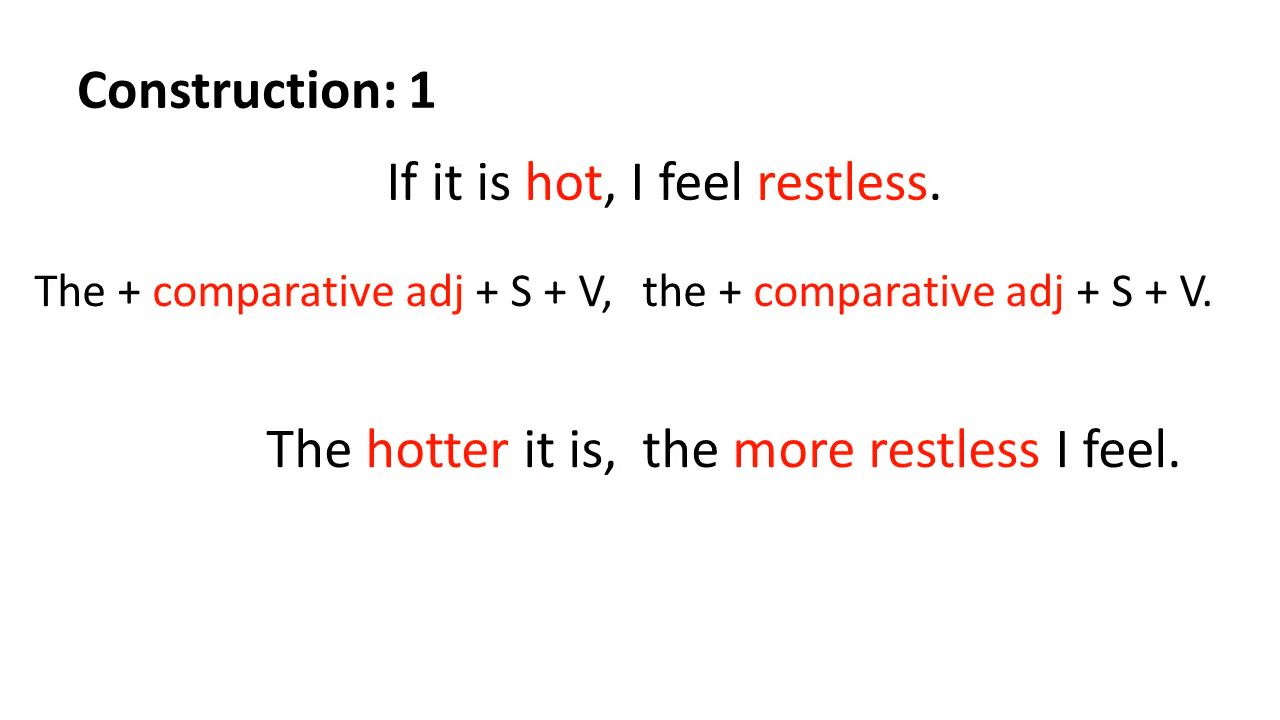 Construction: 1
If it is hot, I feel restless.
The + comparative adj + S + V, the + comparative adj + S + V.
The hotter it is, the more restless I feel.